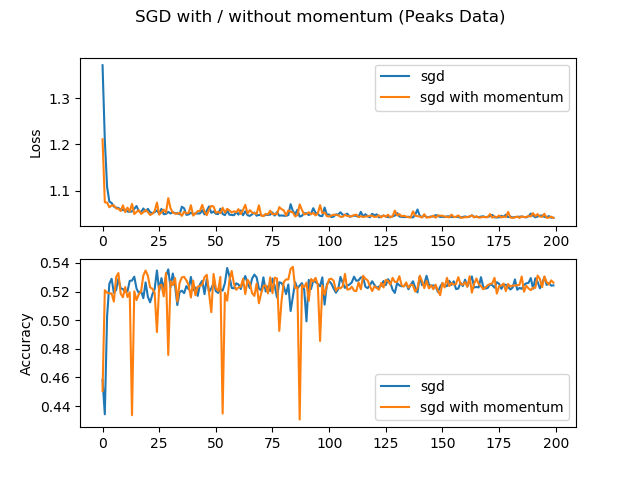 SGD with / without momentum (Peaks Data)
Loss
1.3
1.2
1.1
sgd
sgd with momentum
0 25 50 75 100 125 150 175 200
Accuracy
0.54
0.52
0.50
0.48
0.46
0.44
sgd
sgd with momentum
0 25 50 75 100 125 150 175 200